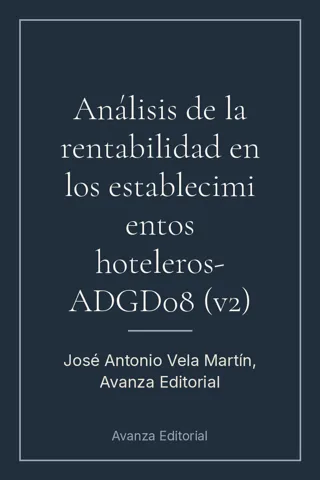 Análisis de la
rentabilidad en
los establecimi
entos
hoteleros-
ADGD08 (v2)
José Antonio Vela Martín,
Avanza Editorial
Avanza Editorial